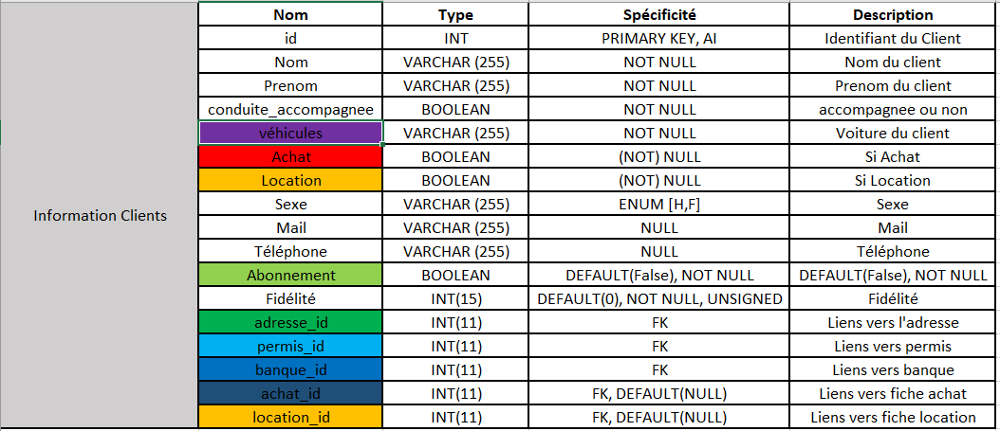 Nom Type Spécificité Description
id INT PRIMARY KEY, AI Identifiant du Client
Nom VARCHAR (255) NOT NULL Nom du client
Prenom VARCHAR (255) NOT NULL Prenom du client
conduite_accompagnee BOOLEAN NOT NULL accompagnee ou non
véhicules VARCHAR (255) NOT NULL Voiture du client
Achat BOOLEAN (NOT) NULL Si Achat
Location BOOLEAN (NOT) NULL Si Location
Information Clients
Sexe VARCHAR (255) ENUM [H,F] Sexe
Mail VARCHAR (255) NULL Mail
Téléphone VARCHAR (255) NULL Téléphone
Abonnement BOOLEAN DEFAULT(False), NOT NULL DEFAULT(False), NOT NULL
Fidélité INT(15) DEFAULT(0), NOT NULL, UNSIGNED Fidélité
adresse_id INT(11) FK Liens vers l'adresse
permis_id INT(11) FK Liens vers permis
banque_id INT(11) FK Liens vers banque
achat_id INT(11) FK, DEFAULT(NULL) Liens vers fiche achat
location_id INT(11) FK, DEFAULT(NULL) Liens vers fiche location